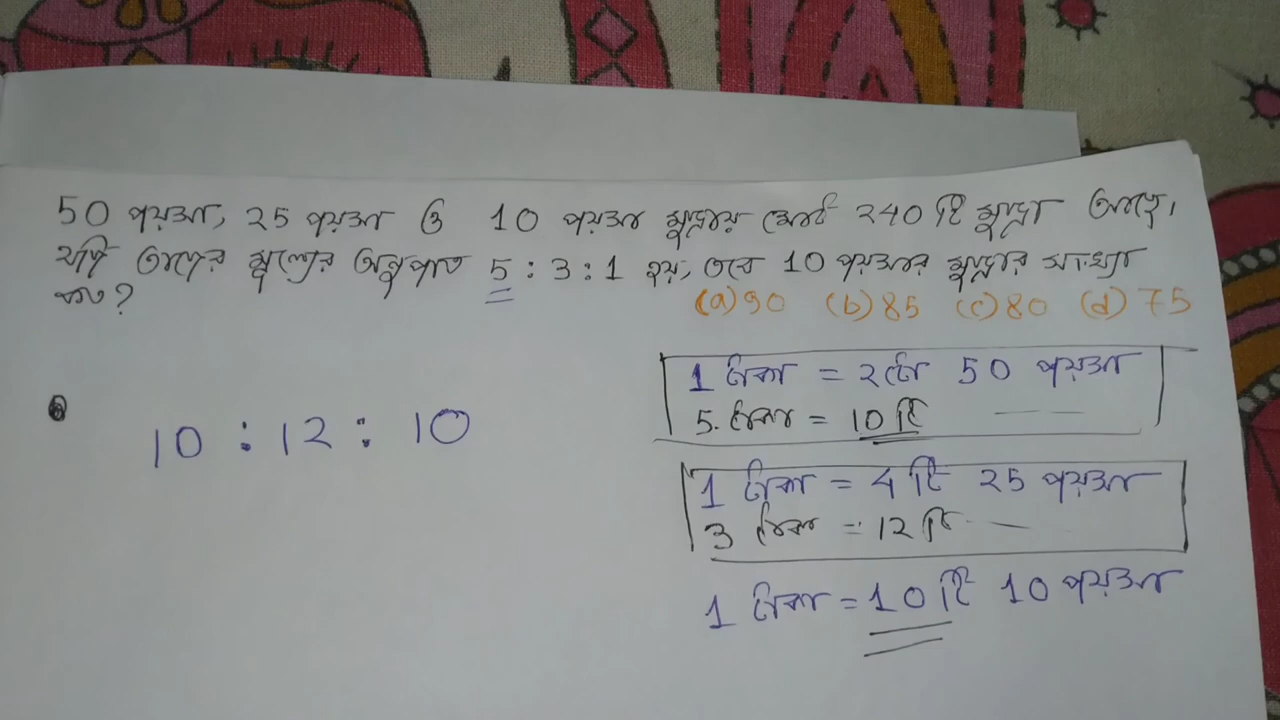 50 পয়সা, 25 পয়সা ও 10 পয়সা মুদ্রায় মোট 240 টি মুদ্রা আছে।
যদি তাদের মূল্যের অনুপাত 5 : 3 : 1 হয়, তবে 10 পয়সার মুদ্রার সংখ্যা
কত?
(a) 90 (b) 85 (c) 80 (d) 75
1 টাকা = 2টো 50 পয়সা
5. টাকা = 10 টি
10 : 12 : 10
1 টাকা = 4 টি 25 পয়সা
3 টাকা = 12 টি
1 টাকা = 10 টি 10 পয়সা